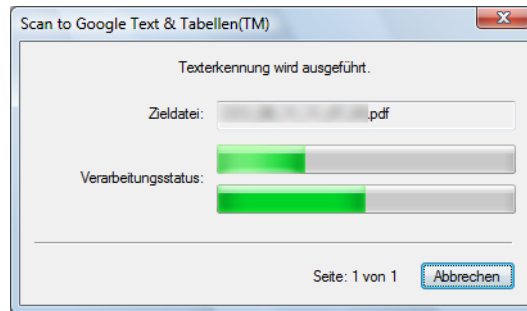 Scan to Google Text & Tabellen(TM)
Texterkennung wird ausgeführt.
Zieldatei: .pdf
Verarbeitungsstatus:
Seite: 1 von 1 Abbrechen